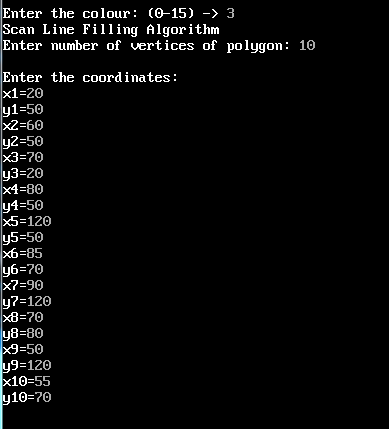 Enter the colour: (0-15) -> 3
Scan Line Filling Algorithm
Enter number of vertices of polygon: 10
Enter the coordinates:
x1=20
y1=50
x2=60
y2=50
x3=70
y3=20
x4=80
y4=50
x5=120
y5=50
x6=85
y6=70
x7=90
y7=120
x8=70
y8=80
x9=50
y9=120
x10=55
y10=70